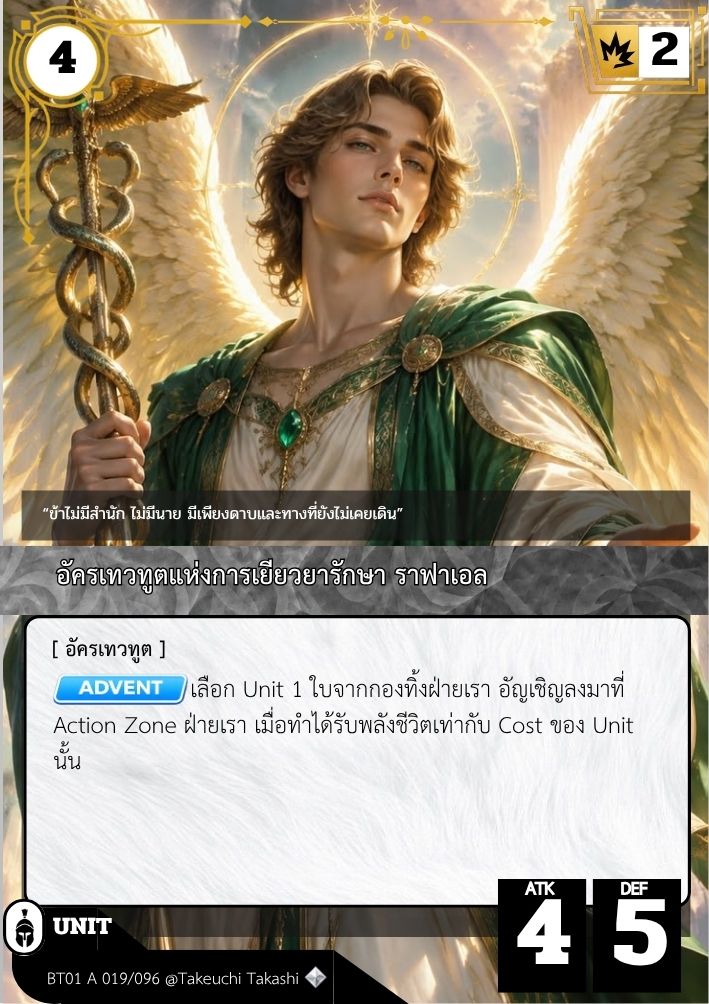 4
2
“ข้าไม่มีสำนัก ไม่มีนาย มีเพียงดาบและทางที่ยังไม่เคยเดิน”
อัครเทวทูตแห่งการเยียวยารักษา ราฟาเอล
[ อัครเทวทูต ]
ADVENT เลือก Unit 1 ใบจากกองทิ้งฝ่ายเรา อัญเชิญลงมาที่
Action Zone ฝ่ายเรา เมื่อทำได้รับพลังชีวิตเท่ากับ Cost ของ Unit
นั้น
ATK DEF
4 5
UNIT
BT01 A 019/096 @Takeuchi Takashi